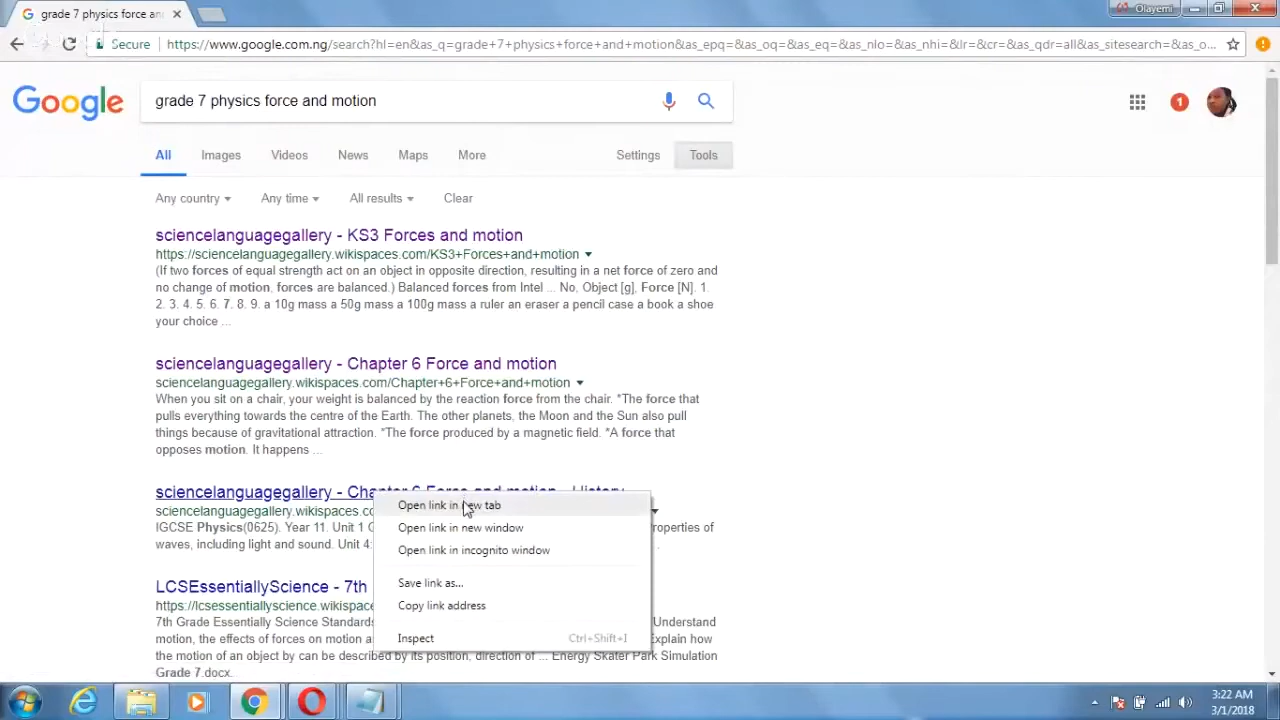 grade 7 physics force and
Olayemi
Secure https://www.google.com.ng/search?hl=en&as_q=grade+7+physics+force+and+motion&as_epq=&as_oq=&as_eq=&as_nlo=&as_nhi=&lr=&cr=&as_qdr=all&as_sitesearch=&as_o...
Google
grade 7 physics force and motion
1
All Images Videos News Maps More Settings Tools
Any country Any time All results Clear
sciencelanguagegallery - KS3 Forces and motion
https://sciencelanguagegallery.wikispaces.com/KS3+Forces+and+motion
(If two forces of equal strength act on an object in opposite direction, resulting in a net force of zero and
no change of motion, forces are balanced.) Balanced forces from Intel ... No, Object [g], Force [N]. 1.
2. 3. 4. 5. 6. 7. 8. 9. a 10g mass a 50g mass a 100g mass a ruler an eraser a pencil case a book a shoe
your choice ...
sciencelanguagegallery - Chapter 6 Force and motion
sciencelanguagegallery.wikispaces.com/Chapter+6+Force+and+motion
When you sit on a chair, your weight is balanced by the reaction force from the chair. *The force that
pulls everything towards the centre of the Earth. The other planets, the Moon and the Sun also pull
things because of gravitational attraction. *The force produced by a magnetic field. *A force that
opposes motion. It happens ...
sciencelanguagegallery - Chapter 6 Force and motion - History
sciencelanguagegallery.wikispaces.c
IGCSE Physics(0625). Year 11. Unit 1 roperties of
waves, including light and sound. Unit 4:
LCSEssentiallyScience - 7th
https://lcsessentiallyscience.wikispac
7th Grade Essentially Science Standards Understand
motion, the effects of forces on motion a Explain how
the motion of an object by can be described by its position, direction of ... Energy Skater Park Simulation
Grade 7.docx.
Open link in new tab
Open link in new window
Open link in incognito window
Save link as...
Copy link address
Inspect Ctrl+Shift+I
3:22 AM
3/1/2018